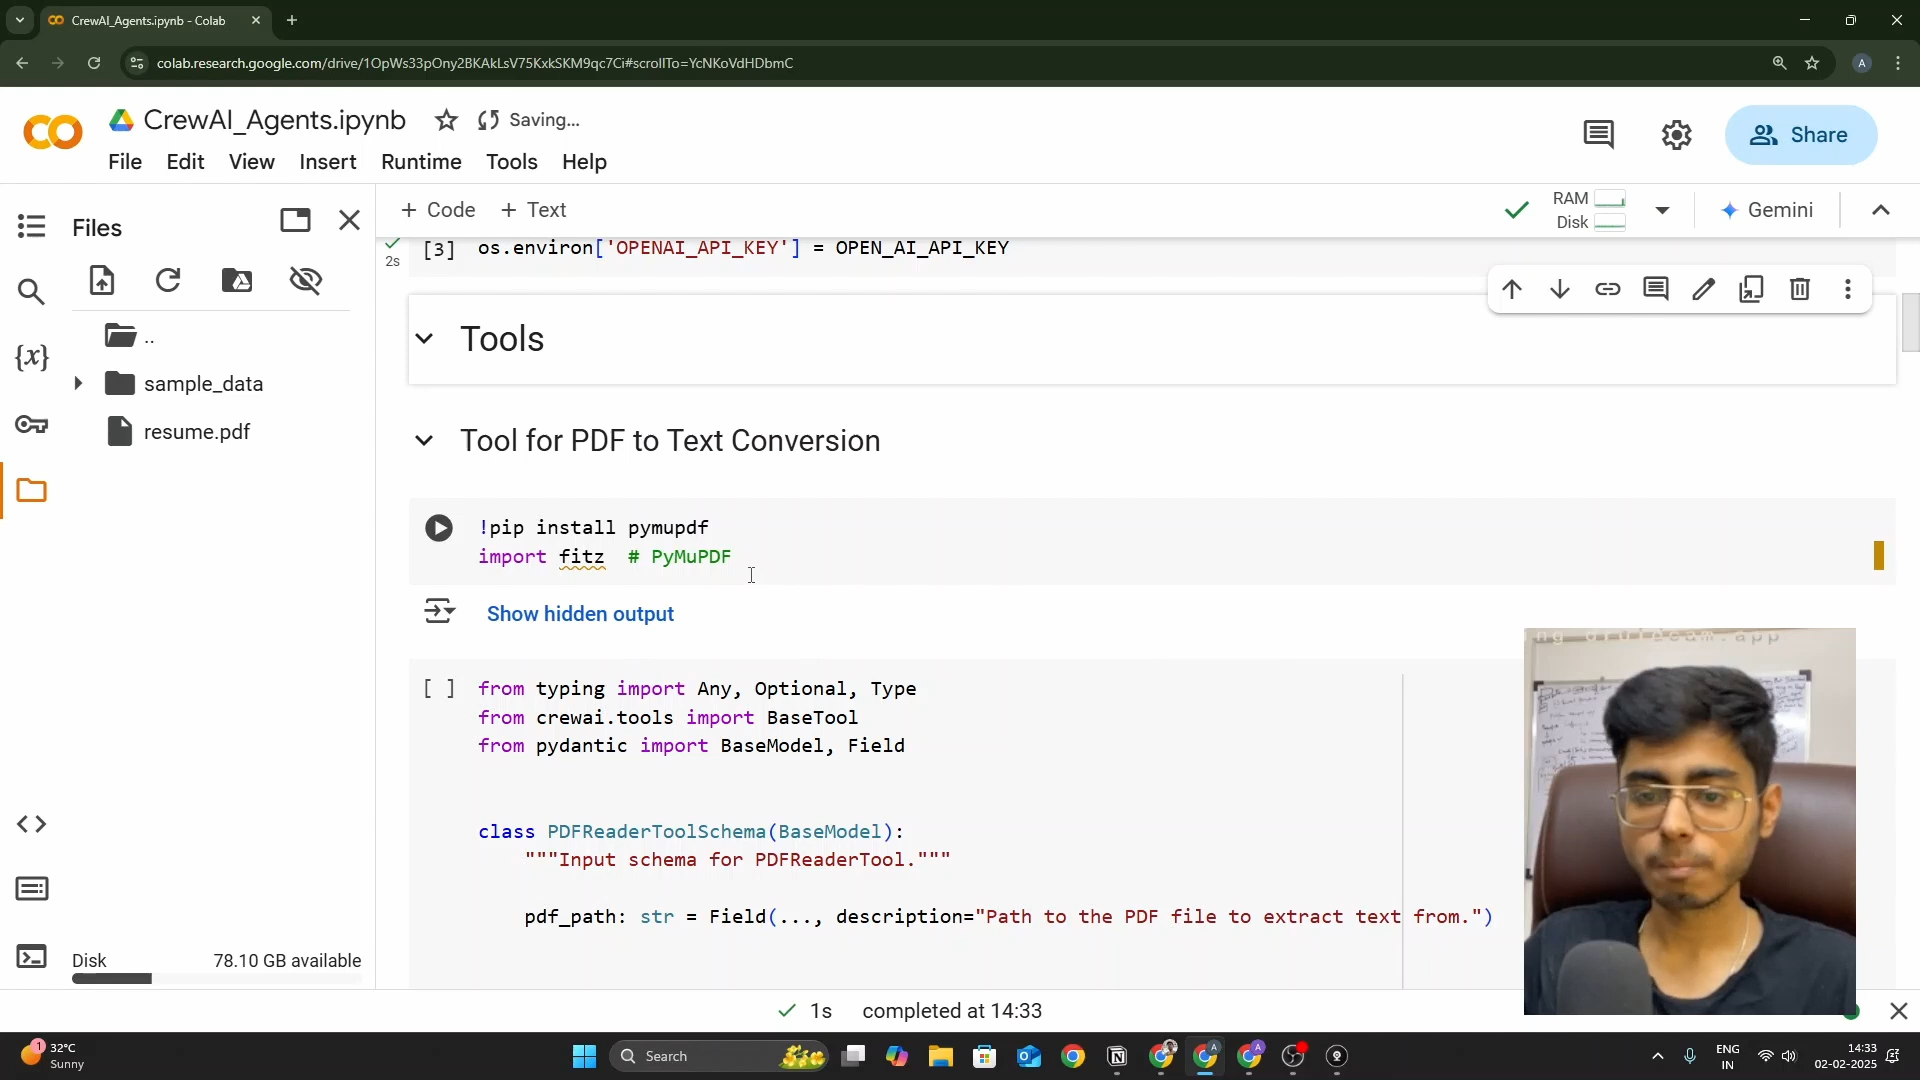 CrewAI_Agents.ipynb - Colab
colab.research.google.com/drive/1OpWs33pOny2BKAkLsV75KxkSKM9qc7Ci#scrollTo=YcNKoVdHDbmC
A
CrewAI_Agents.ipynb
Saving...
Share
File Edit View Insert Runtime Tools Help
Files
+ Code + Text
RAM
Disk
Gemini
2s
[3] os.environ['OPENAI_API_KEY'] = OPEN_AI_API_KEY
..
sample_data
resume.pdf
{x}
Tools
Tool for PDF to Text Conversion
!pip install pymupdf
import fitz # PyMuPDF
Show hidden output
[ ] from typing import Any, Optional, Type
from crewai.tools import BaseTool
from pydantic import BaseModel, Field
class PDFReaderToolSchema(BaseModel):
"""Input schema for PDFReaderTool."""
pdf_path: str = Field(..., description="Path to the PDF file to extract text from.")
Disk 78.10 GB available
1s completed at 14:33
1
32°C
Sunny
Search
ENG
IN
14:33
02-02-2025